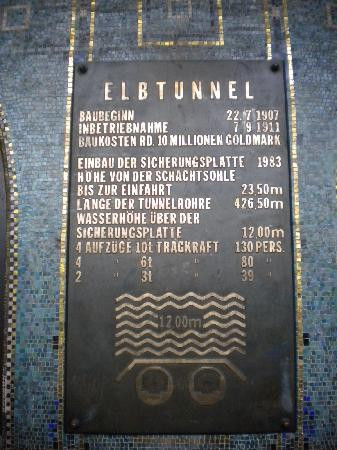 ELBTUNNEL
BAUBEGINN 22.7.1907
INBETRIEBNAHME 7.9.1911
BAUKOSTEN RD. 10 MILLIONEN GOLDMARK
EINBAU DER SICHERUNGSPLATTE 1983
HÖHE VON DER SCHACHTSOHLE
BIS ZUR EINFAHRT 23,50m
LÄNGE DER TUNNELROHRE 426,50m
WASSERHÖHE ÜBER DER
SICHERUNGSPLATTE 12,00m
4 AUFZÜGE 10t TRAGKRAFT 130 PERS.
4 " 6t " 80 "
2 " 3t " 39 "
12,00m